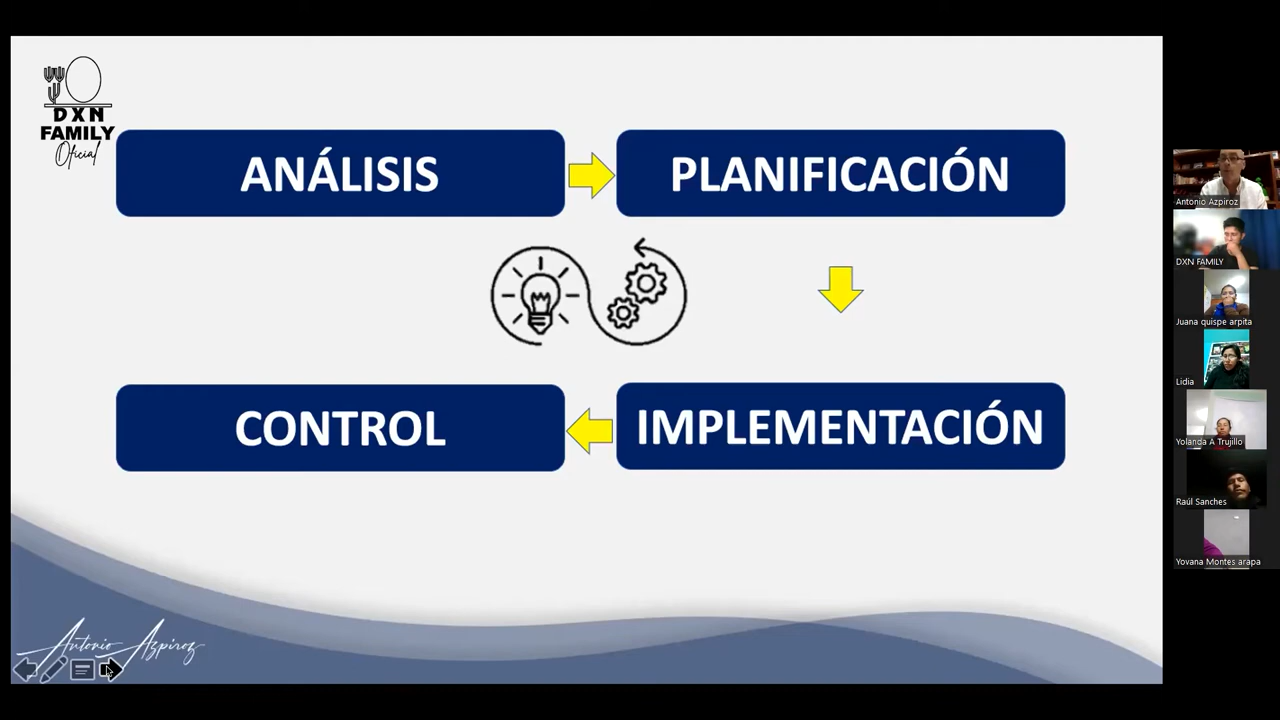 DXN
FAMILY
Oficial
ANÁLISIS
PLANIFICACIÓN
CONTROL
IMPLEMENTACIÓN
Antonio Azpiroz
Antonio Azpiroz
DXN FAMILY
Juana quispe arpita
Lidia
Yolanda A Trujillo
Raúl Sanches
Yovana Montes arapa